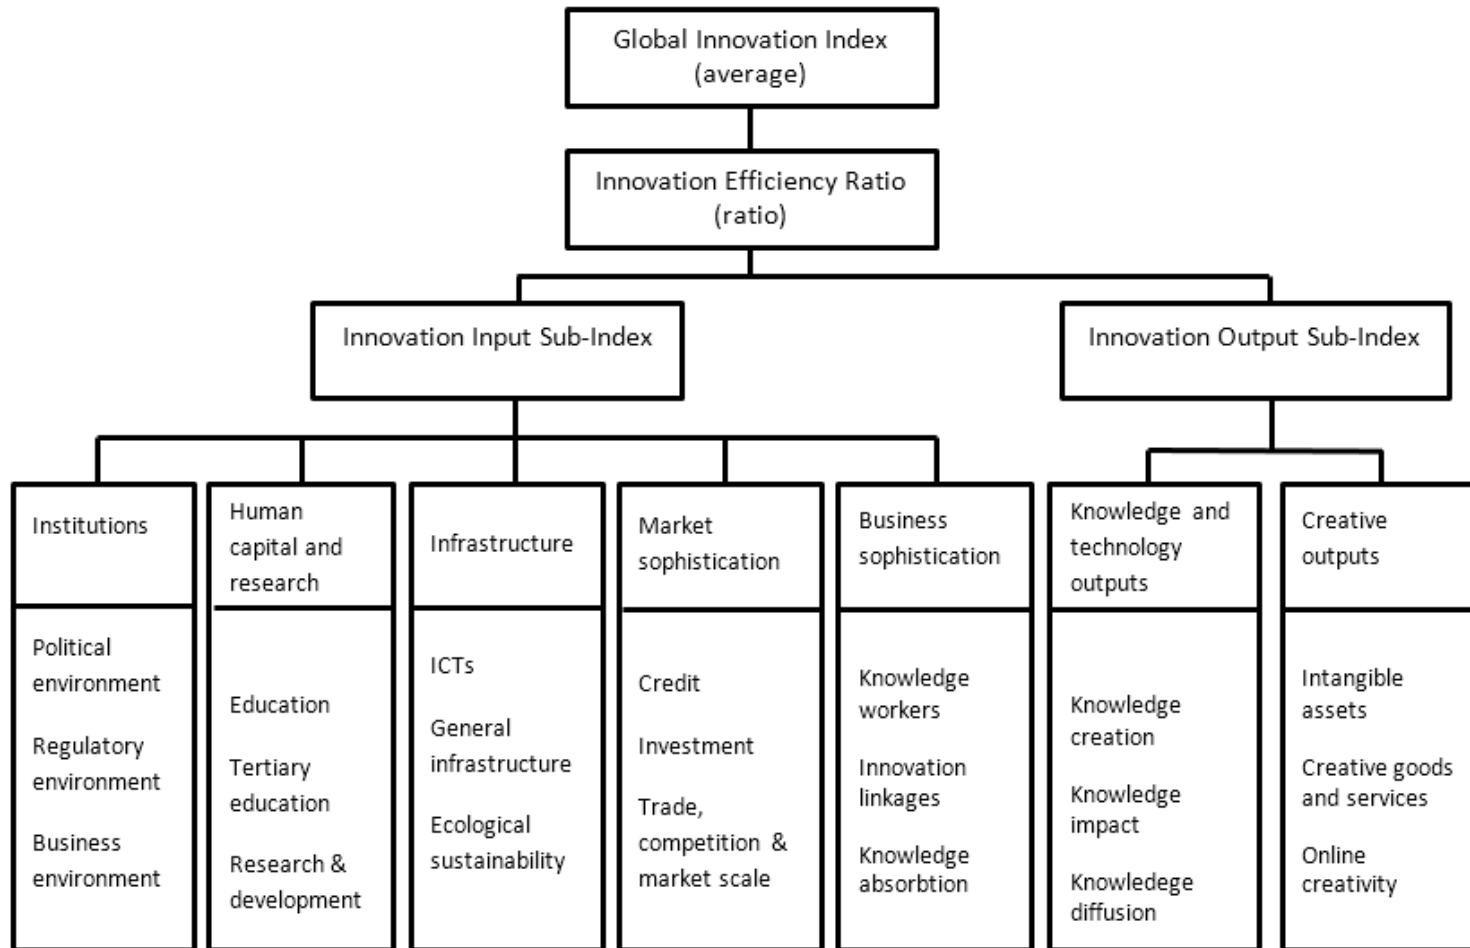 Global Innovation Index
(average)
Innovation Efficiency Ratio
(ratio)
Innovation Input Sub-Index
Innovation Output Sub-Index
Institutions
Political
environment
Regulatory
environment
Business
environment
Human
capital and
research
Education
Tertiary
education
Research &
development
Infrastructure
ICTs
General
infrastructure
Ecological
sustainability
Market
sophistication
Credit
Investment
Trade,
competition &
market scale
Business
sophistication
Knowledge
workers
Innovation
linkages
Knowledge
absorbtion
Knowledge and
technology
outputs
Knowledge
creation
Knowledge
impact
Knowledege
diffusion
Creative
outputs
Intangible
assets
Creative goods
and services
Online
creativity